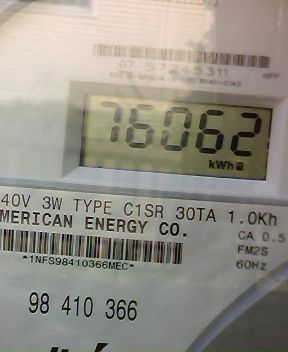 76062
kWh
40V 3W TYPE C1SR 30TA 1.0Kh
MERICAN ENERGY CO.
CA 0.5
FM2S
60Hz
*1NFS98410366MEC*
98 410 366